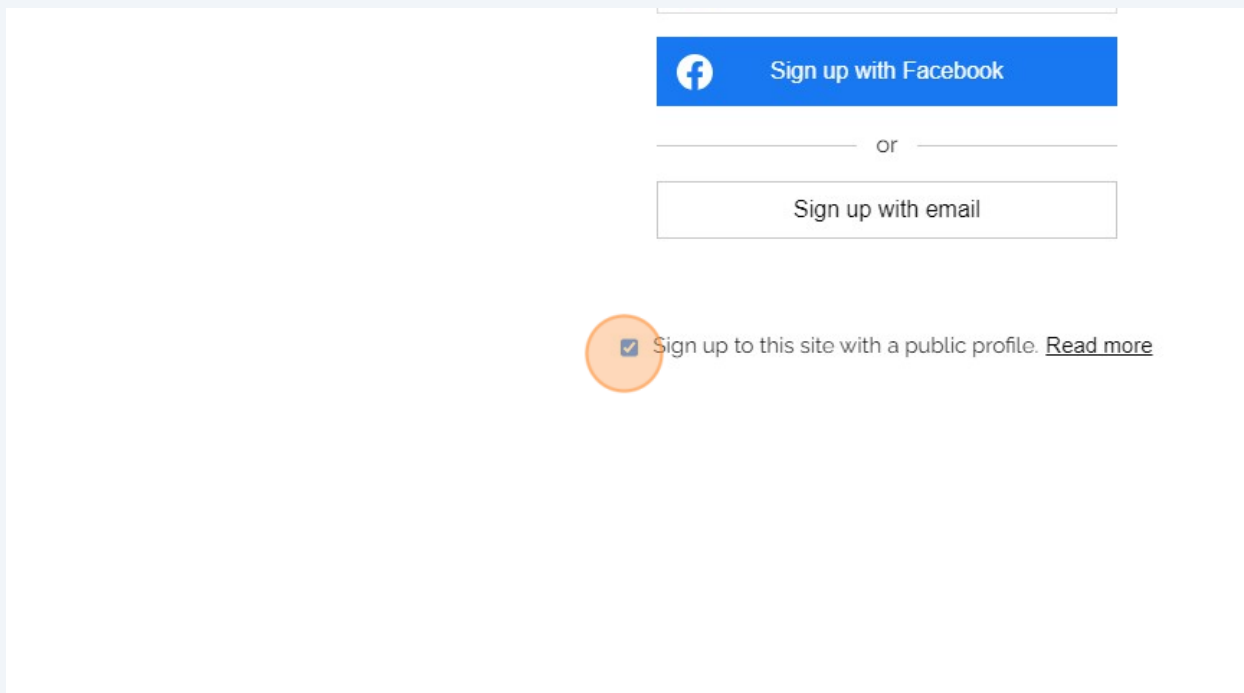 Sign up with Facebook
or
Sign up with email
Sign up to this site with a public profile. Read more